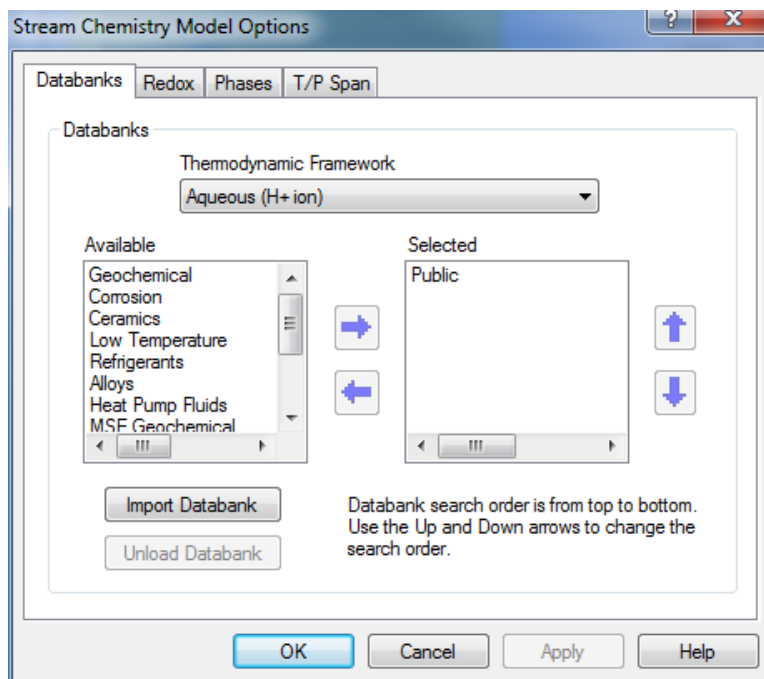 Stream Chemistry Model Options
Databanks Redox Phases T/P Span
Databanks
Thermodynamic Framework
Aqueous (H+ ion)
Available
Geochemical
Corrosion
Ceramics
Low Temperature
Refrigerants
Alloys
Heat Pump Fluids
MSE Geochemical
Selected
Public
Import Databank
Unload Databank
Databank search order is from top to bottom.
Use the Up and Down arrows to change the
search order.
OK Cancel Apply Help